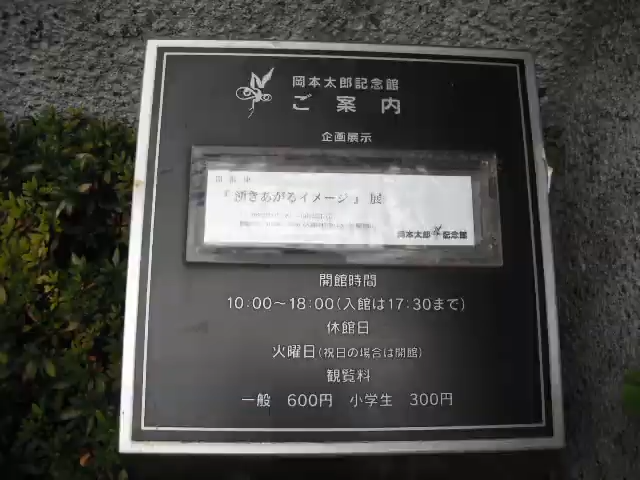 岡本太郎記念館
ご案内
企画展示
開催中
『湧きあがるイメージ』展
岡本太郎記念館
開館時間
10:00～18:00(入館は17:30まで)
休館日
火曜日(祝日の場合は開館)
観覧料
一般 600円 小学生 300円